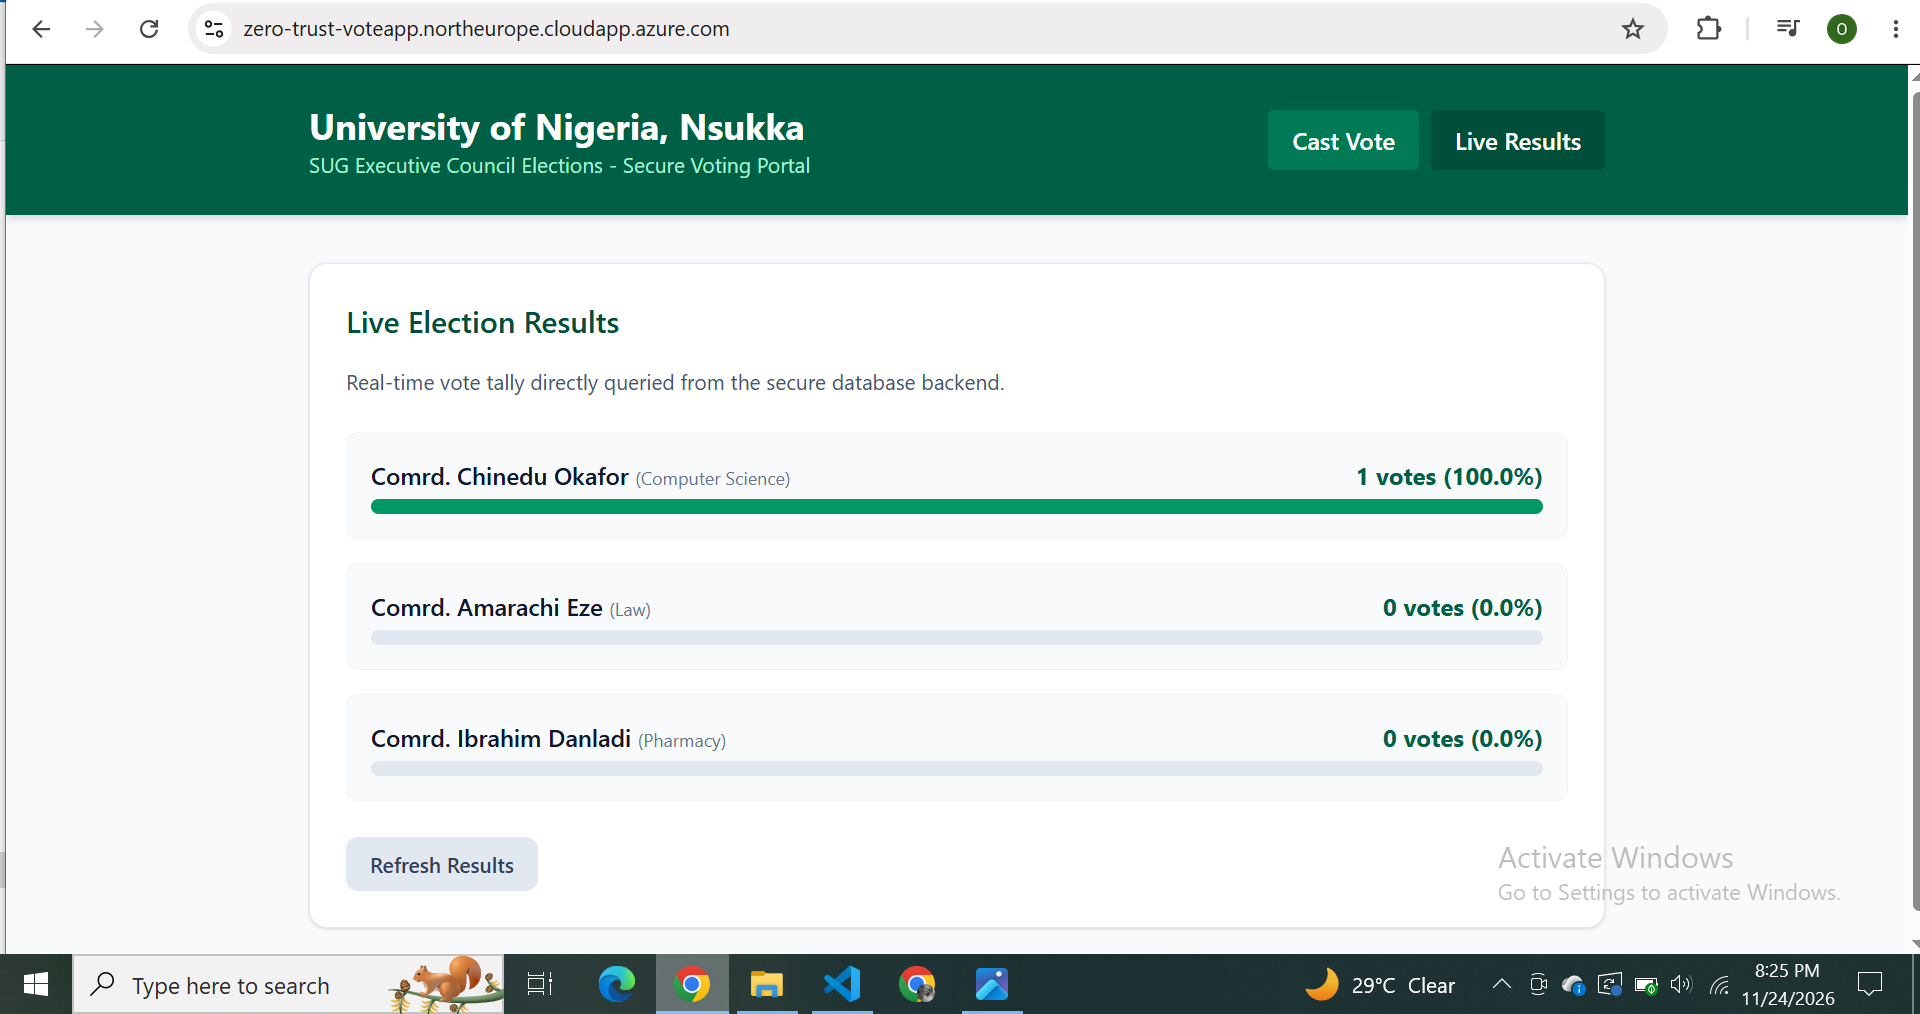 zero-trust-voteapp.northeurope.cloudapp.azure.com
O
University of Nigeria, Nsukka
SUG Executive Council Elections - Secure Voting Portal
Cast Vote
Live Results
Live Election Results
Real-time vote tally directly queried from the secure database backend.
Comrd. Chinedu Okafor (Computer Science) 1 votes (100.0%)
Comrd. Amarachi Eze (Law) 0 votes (0.0%)
Comrd. Ibrahim Danladi (Pharmacy) 0 votes (0.0%)
Refresh Results
Activate Windows
Go to Settings to activate Windows.
Type here to search
29°C Clear
8:25 PM
11/24/2026